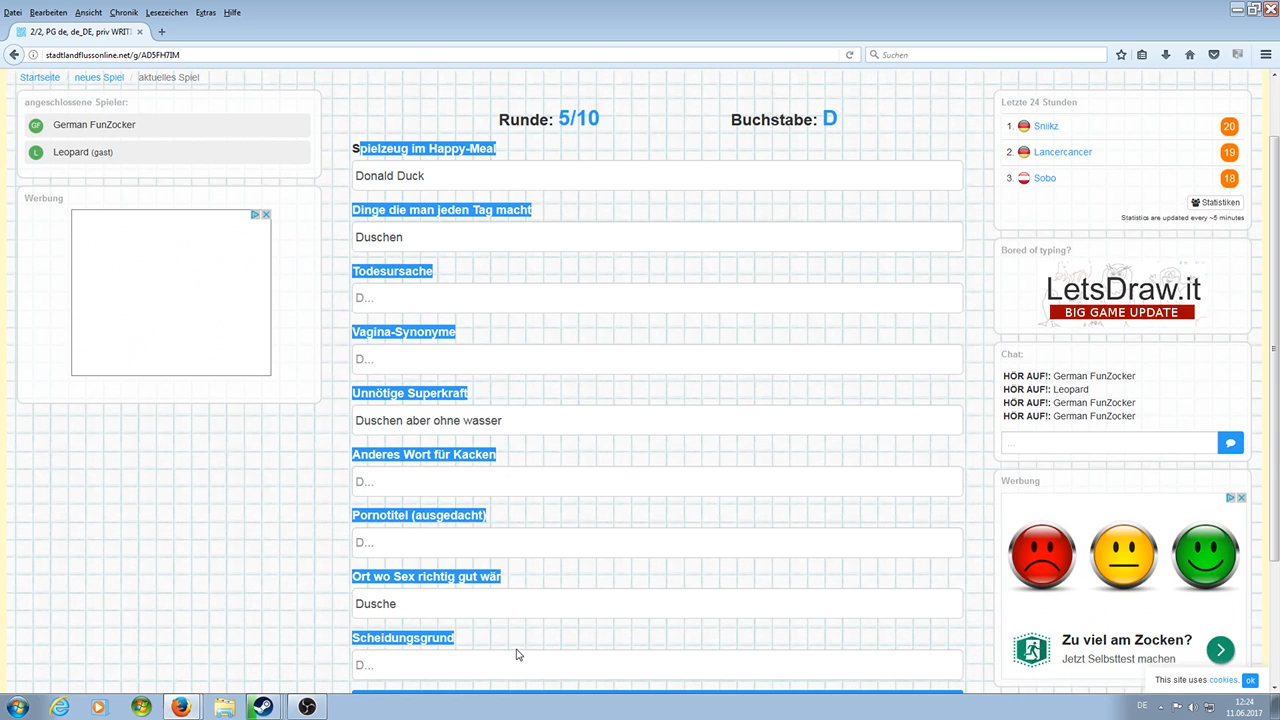 Datei Bearbeiten Ansicht Chronik Lesezeichen Extras Hilfe
2/2, PG de, de_DE, priv WRIT
stadtlandflussonline.net/g/AD5FH7IM
Suchen
Startseite / neues Spiel / aktuelles Spiel
angeschlossene Spieler:
GF German FunZocker
L Leopard (gast)
Werbung
Runde: 5/10
Buchstabe: D
Spielzeug im Happy-Meal
Donald Duck
Dinge die man jeden Tag macht
Duschen
Todesursache
D...
Vagina-Synonyme
D...
Unnötige Superkraft
Duschen aber ohne wasser
Anderes Wort für Kacken
D...
Pornotitel (ausgedacht)
D...
Ort wo Sex richtig gut wär
Dusche
Scheidungsgrund
D...
Letzte 24 Stunden
1. Sniikz 20
2. Lancercancer 19
3. Sobo 18
Statistiken
Statistics are updated every ~5 minutes
Bored of typing?
LetsDraw.it
BIG GAME UPDATE
Chat:
HÖR AUF!: German FunZocker
HÖR AUF!: Leopard
HÖR AUF!: German FunZocker
HÖR AUF!: German FunZocker
...
Werbung
Zu viel am Zocken?
Jetzt Selbsttest machen
This site uses cookies. ok
DE
12:24
11.06.2017